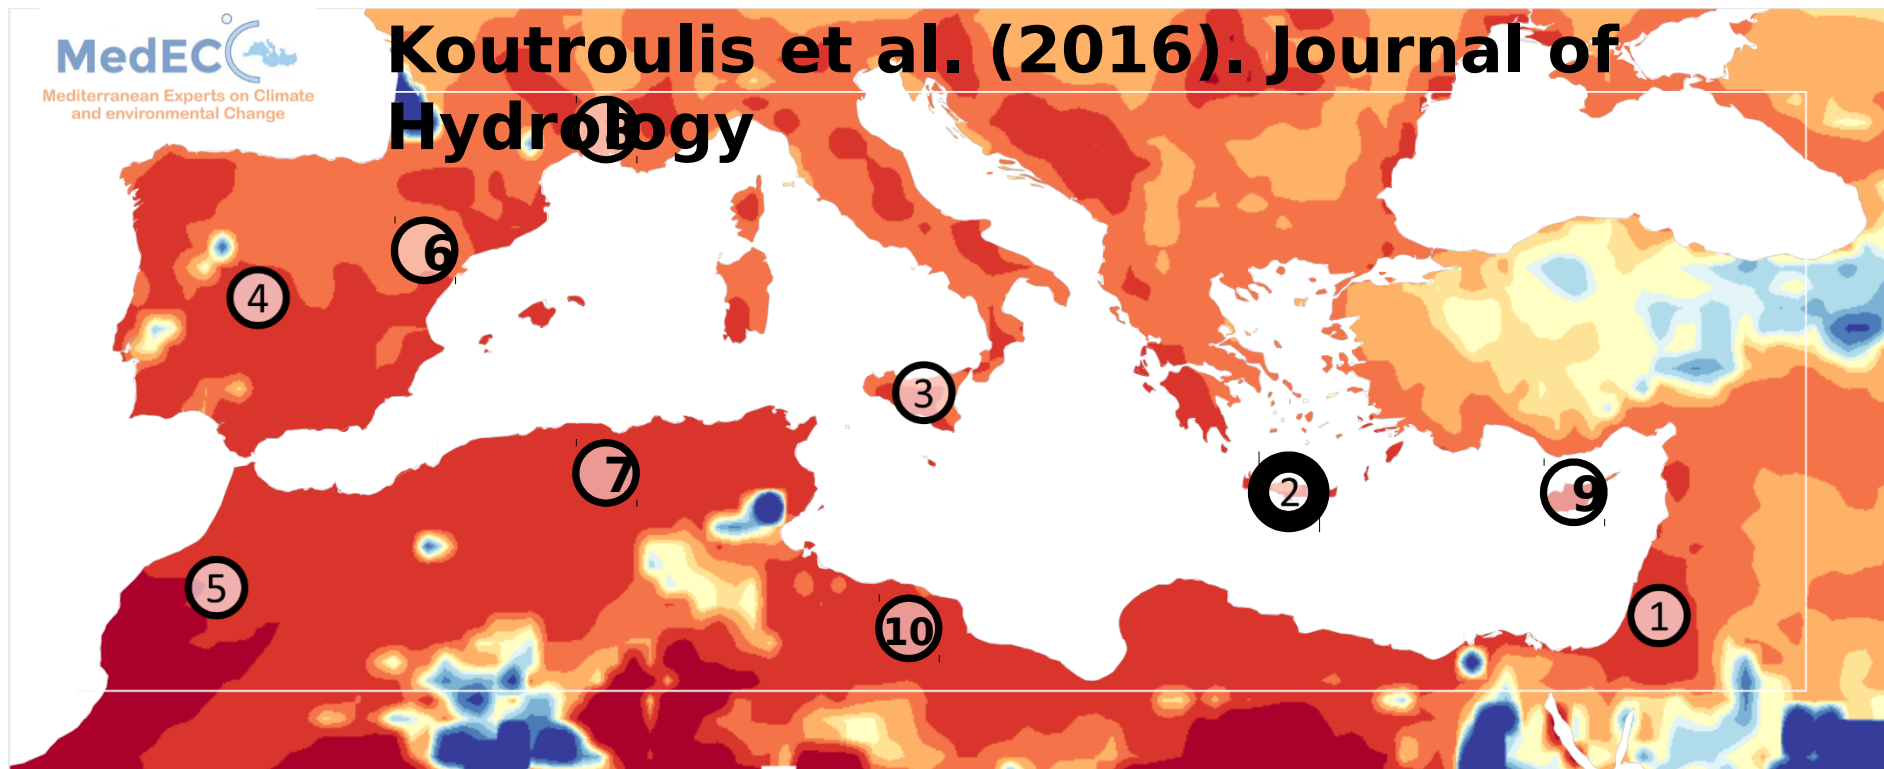 MedECC
Mediterranean Experts on Climate
and environmental Change
Koutroulis et al. (2016). Journal of
Hydrology
6
4
3
7
2
9
5
10
1